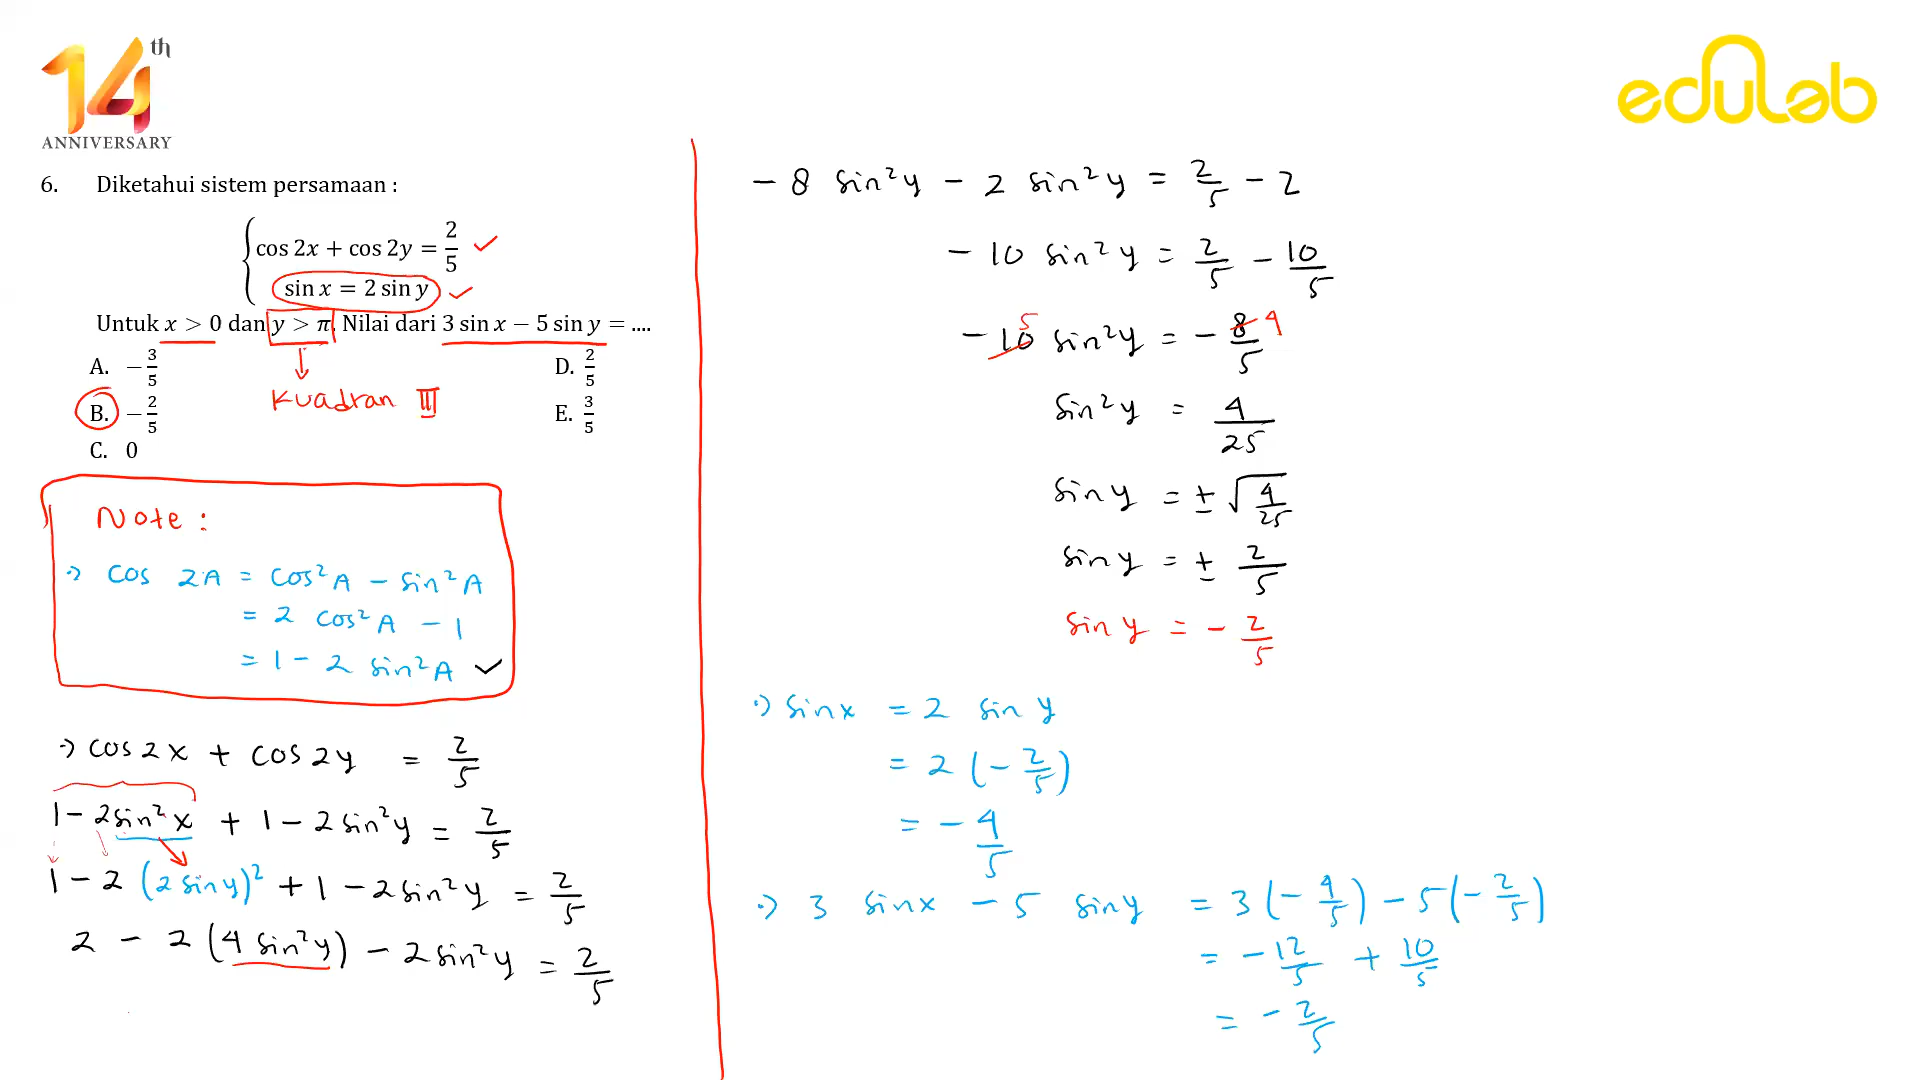 14th
ANNIVERSARY
edulab
6. Diketahui sistem persamaan :
cos 2x + cos 2y = 2/5 ✓
sin x = 2 sin y ✓
Untuk x > 0 dan y > π. Nilai dari 3 sin x − 5 sin y = ....
A. −3/5
D. 2/5
B. −2/5
E. 3/5
C. 0
Kuadran III
Note :
cos 2A = cos²A − sin²A
= 2 cos²A − 1
= 1 − 2 sin²A ✓
cos 2x + cos 2y = 2/5
1 − 2sin²x + 1 − 2sin²y = 2/5
1 − 2 (2 sin y)² + 1 − 2sin²y = 2/5
2 − 2 (4 sin²y) − 2sin²y = 2/5
− 8 sin²y − 2 sin²y = 2/5 − 2
− 10 sin²y = 2/5 − 10/5
− 10 5 sin²y = − 8/5 4
sin²y = 4/25
sin y = ± √4/25
sin y = ± 2/5
sin y = − 2/5
sin x = 2 sin y
= 2 (− 2/5)
= − 4/5
3 sin x − 5 sin y = 3 (− 4/5) − 5 (− 2/5)
= − 12/5 + 10/5
= − 2/5